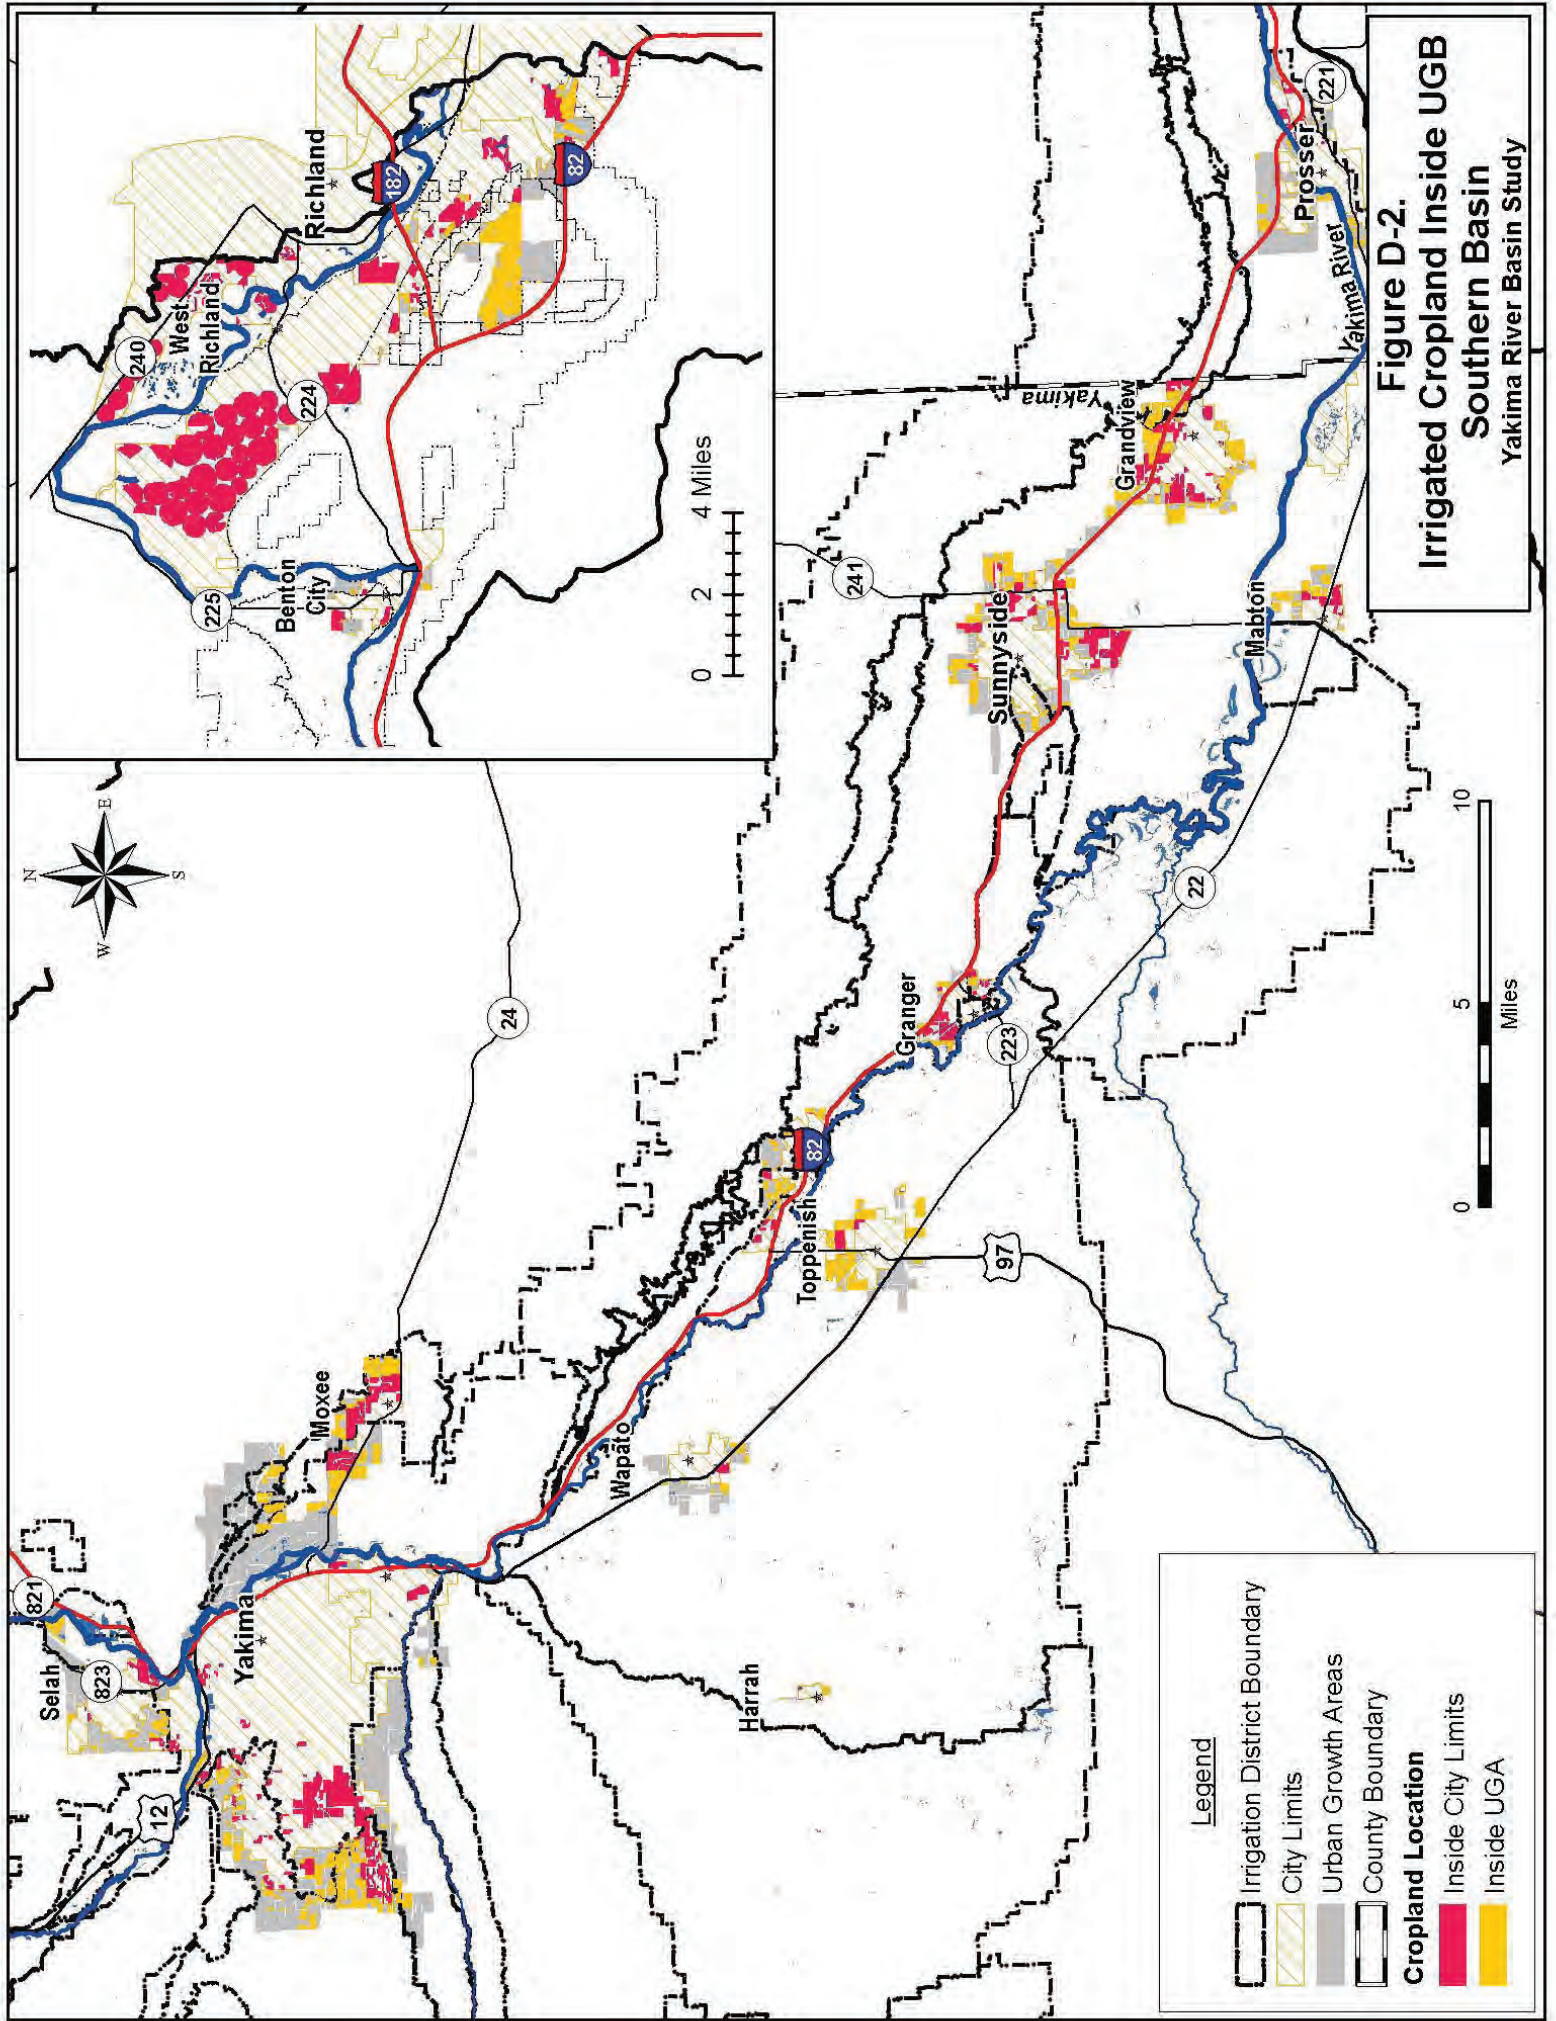 Figure D-2.
Irrigated Cropland Inside UGB
Southern Basin
Yakima River Basin Study
Legend
Irrigation District Boundary
City Limits
Urban Growth Areas
County Boundary
Cropland Location
Inside City Limits
Inside UGA
N
W
E
S
821
Selah
823
12
Yakima
Moxee
24
Wapato
Harrah
Toppenish
82
97
Granger
223
22
Sunnyside
241
Mabton
Grandview
Yakima
Prosser
221
Yakima River
0
5
10
Miles
225
Benton
City
240
West
Richland
224
Richland
182
82
0
2
4 Miles